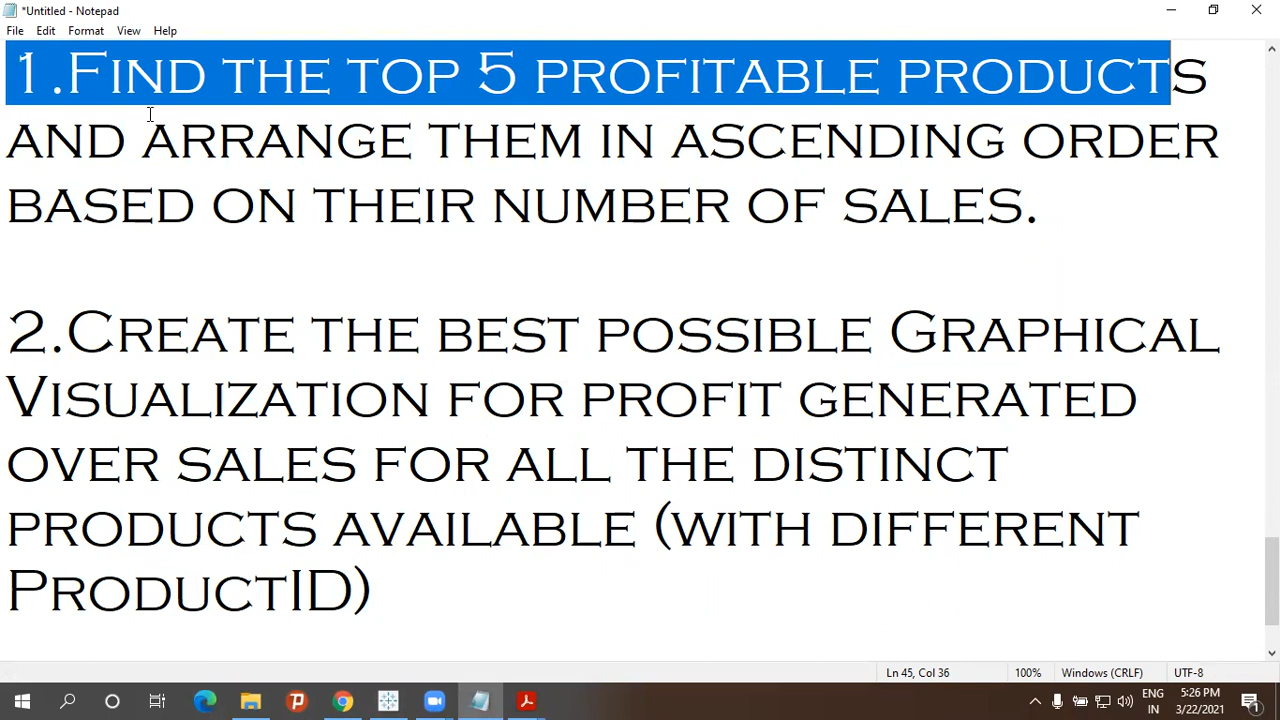 *Untitled - Notepad
File Edit Format View Help
1.Find the top 5 profitable products
and arrange them in ascending order
based on their number of sales.
2.Create the best possible Graphical
Visualization for profit generated
over sales for all the distinct
products available (with different
ProductID)
Ln 45, Col 36 100% Windows (CRLF) UTF-8
ENG 5:26 PM
IN 3/22/2021 1